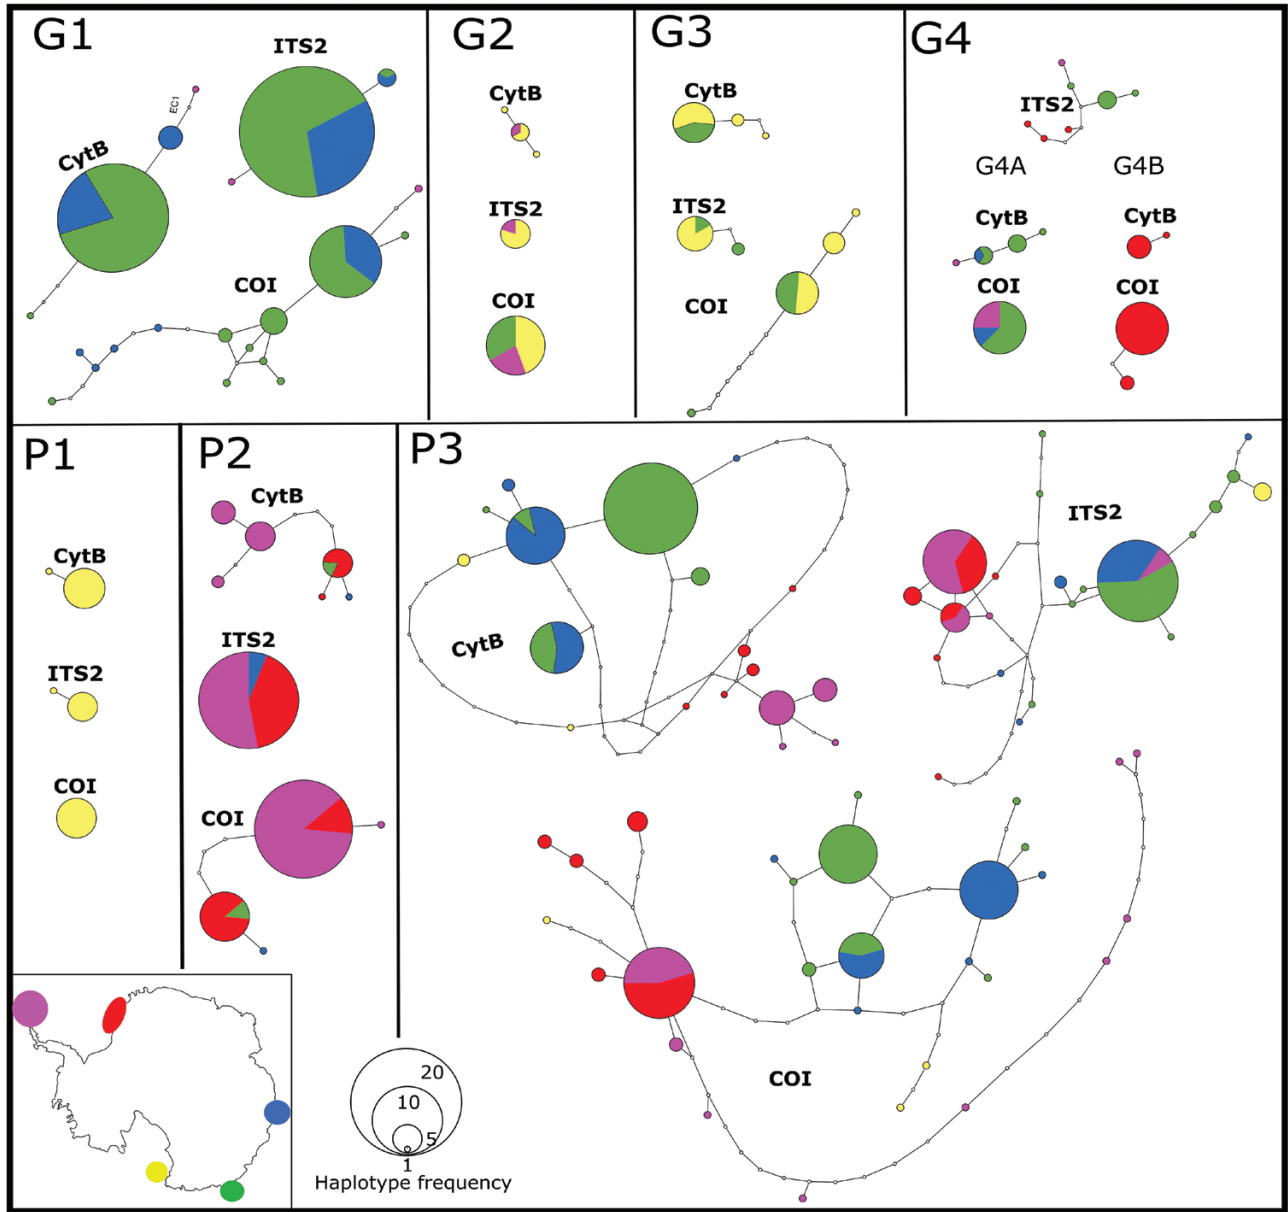 G1
ITS2
EC1
CytB
COI
G2
CytB
ITS2
COI
G3
CytB
ITS2
COI
G4
ITS2
G4A
G4B
CytB
CytB
COI
COI
P1
CytB
ITS2
COI
P2
CytB
ITS2
COI
P3
CytB
ITS2
COI
20
10
5
1
Haplotype frequency